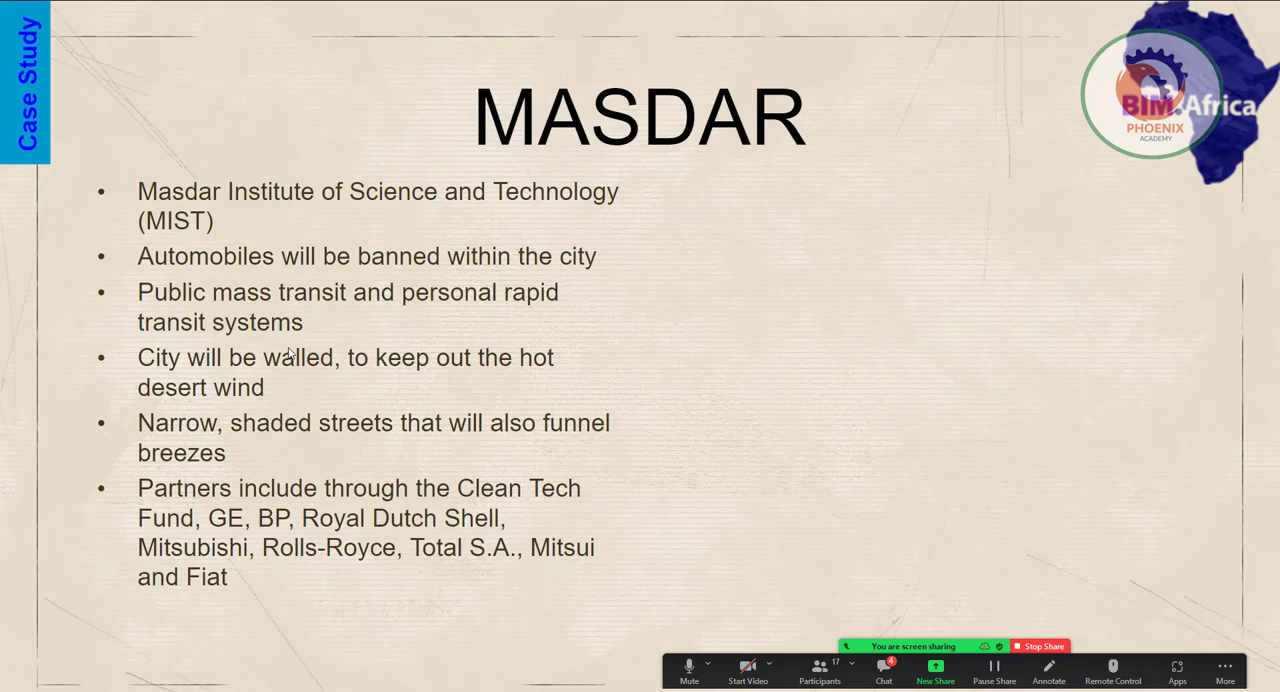 Case Study
MASDAR
BIM Africa
PHOENIX
ACADEMY
• Masdar Institute of Science and Technology
(MIST)
• Automobiles will be banned within the city
• Public mass transit and personal rapid
transit systems
• City will be walled, to keep out the hot
desert wind
• Narrow, shaded streets that will also funnel
breezes
• Partners include through the Clean Tech
Fund, GE, BP, Royal Dutch Shell,
Mitsubishi, Rolls-Royce, Total S.A., Mitsui
and Fiat
You are screen sharing Stop Share
17 4
Mute Start Video Participants Chat New Share Pause Share Annotate Remote Control Apps More